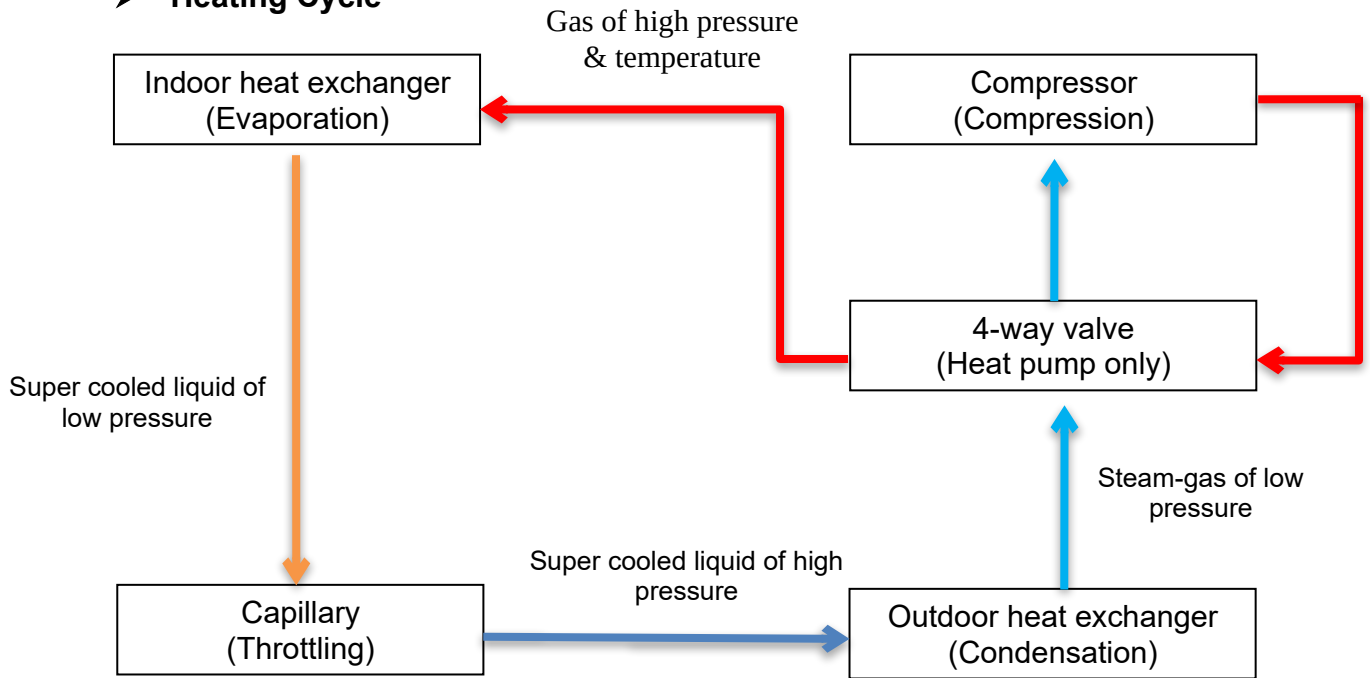 ➤ Heating Cycle
Gas of high pressure
& temperature
Indoor heat exchanger
(Evaporation)
Compressor
(Compression)
4-way valve
(Heat pump only)
Super cooled liquid of
low pressure
Steam-gas of low
pressure
Super cooled liquid of high
pressure
Capillary
(Throttling)
Outdoor heat exchanger
(Condensation)